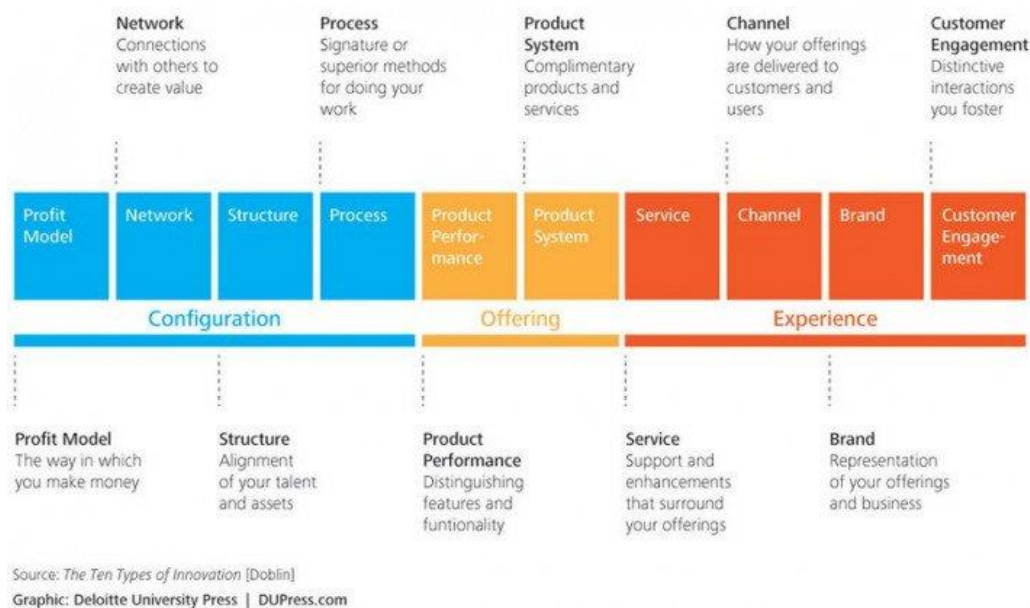 Network
Connections
with others to
create value
Process
Signature or
superior methods
for doing your
work
Product
System
Complimentary
products and
services
Channel
How your offerings
are delivered to
customers and
users
Customer
Engagement
Distinctive
interactions
you foster
Profit
Model
Network
Structure
Process
Product
Perfor-
mance
Product
System
Service
Channel
Brand
Customer
Engage-
ment
Configuration
Offering
Experience
Profit Model
The way in which
you make money
Structure
Alignment
of your talent
and assets
Product
Performance
Distinguishing
features and
funtionality
Service
Support and
enhancements
that surround
your offerings
Brand
Representation
of your offerings
and business
Source: The Ten Types of Innovation [Doblin]
Graphic: Deloitte University Press | DUPress.com